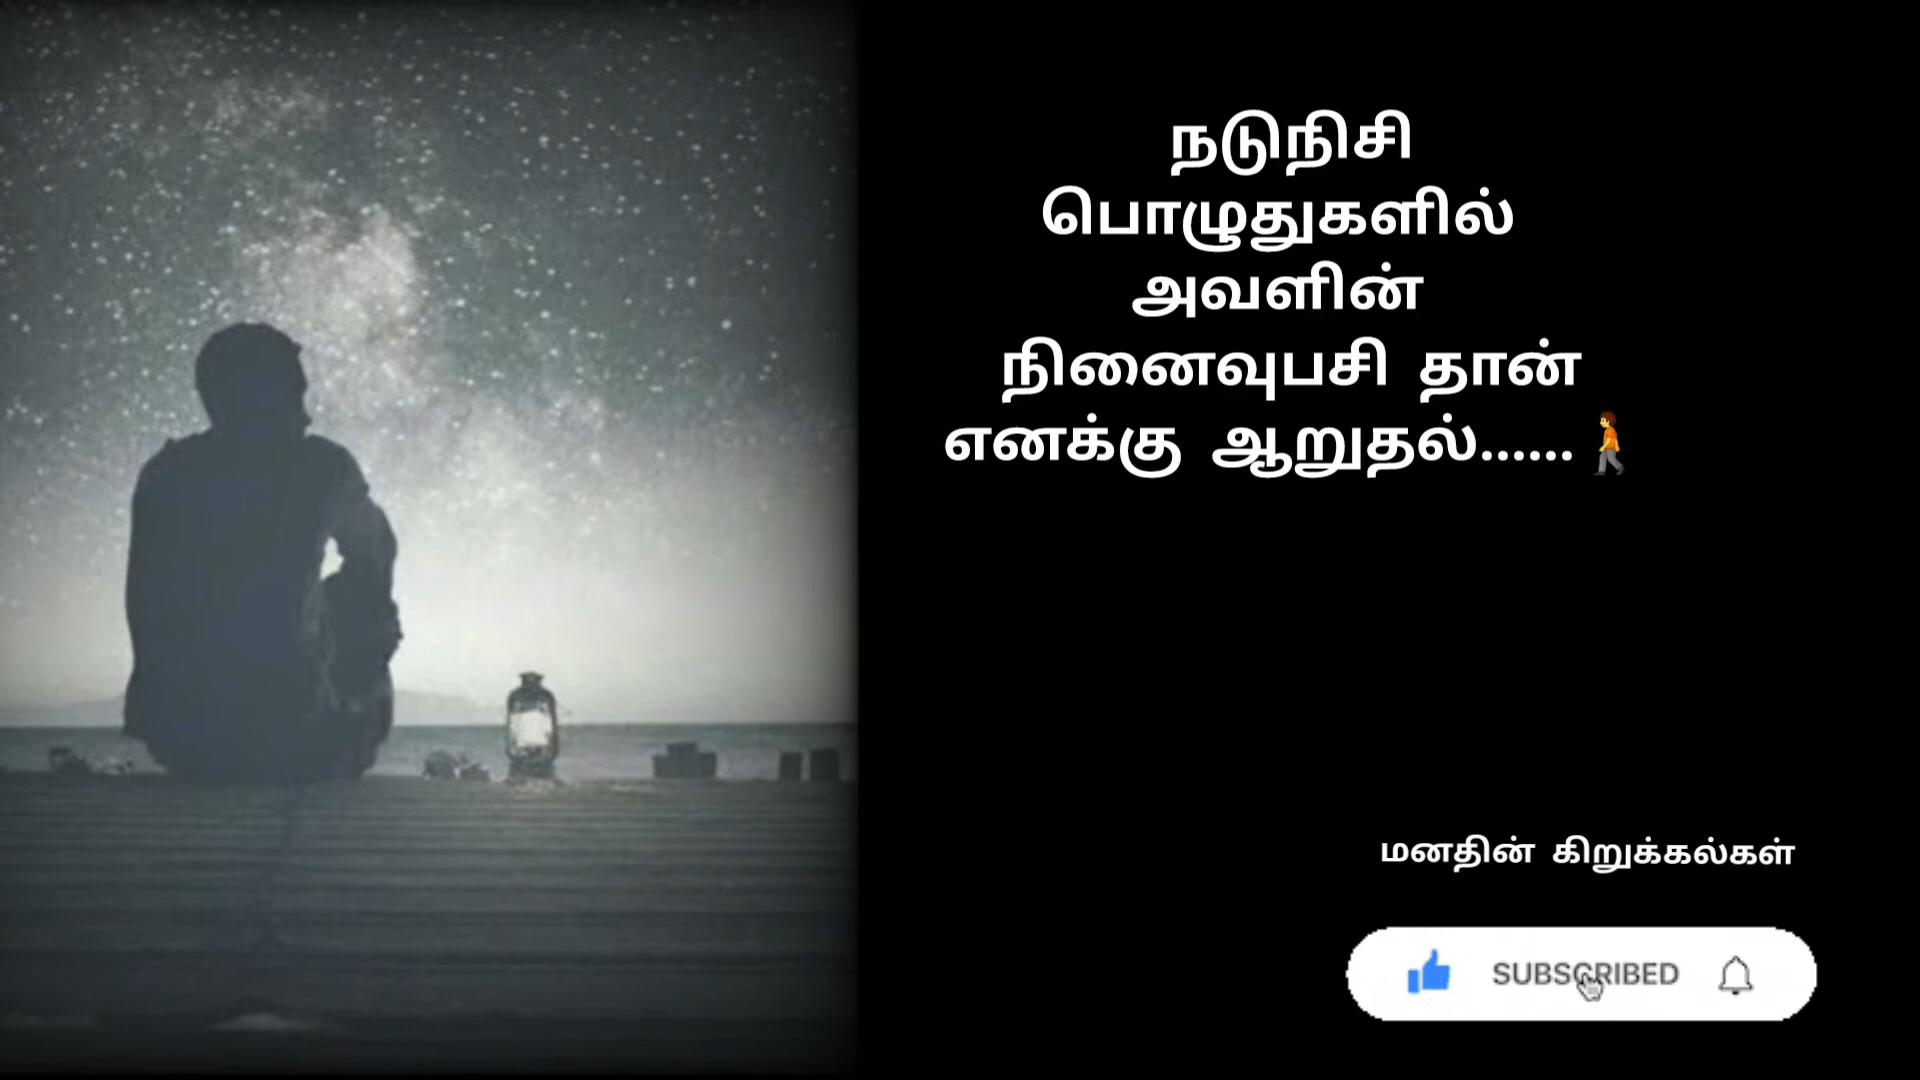 நடுநிசி
பொழுதுகளில்
அவளின்
நினைவுபசி தான்
எனக்கு ஆறுதல்......🚶
மனதின் கிறுக்கல்கள்
SUBSCRIBED